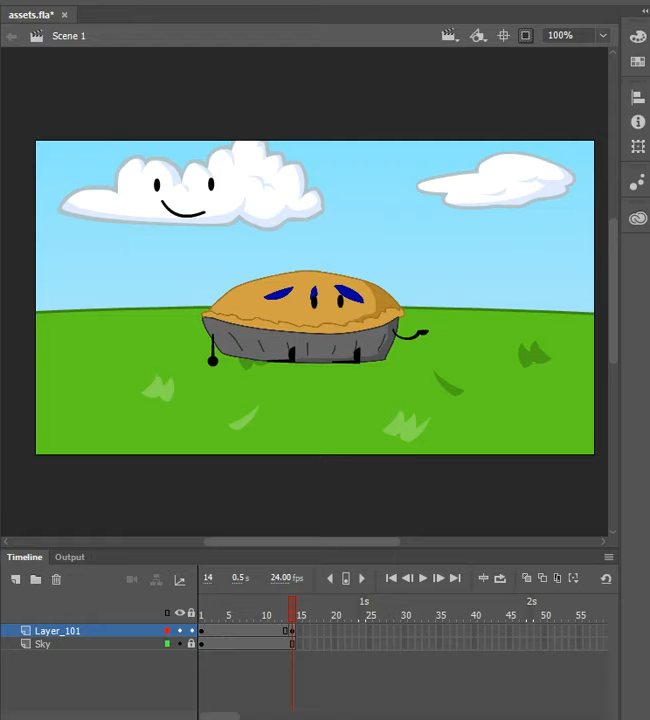 assets.fla*
Scene 1
100%
Timeline
Output
14 0.5 s 24.00 fps
1s 2s
1 5 10 15 20 25 30 35 40 45 50 55
Layer_101
Sky